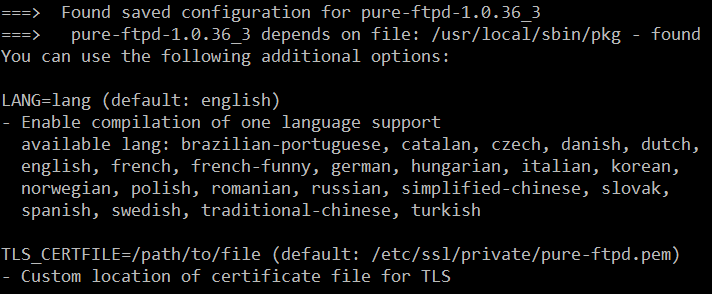 ===>  Found saved configuration for pure-ftpd-1.0.36_3
===>   pure-ftpd-1.0.36_3 depends on file: /usr/local/sbin/pkg - found
You can use the following additional options:

LANG=lang (default: english)
- Enable compilation of one language support
  available lang: brazilian-portuguese, catalan, czech, danish, dutch,
  english, french, french-funny, german, hungarian, italian, korean,
  norwegian, polish, romanian, russian, simplified-chinese, slovak,
  spanish, swedish, traditional-chinese, turkish

TLS_CERTFILE=/path/to/file (default: /etc/ssl/private/pure-ftpd.pem)
- Custom location of certificate file for TLS